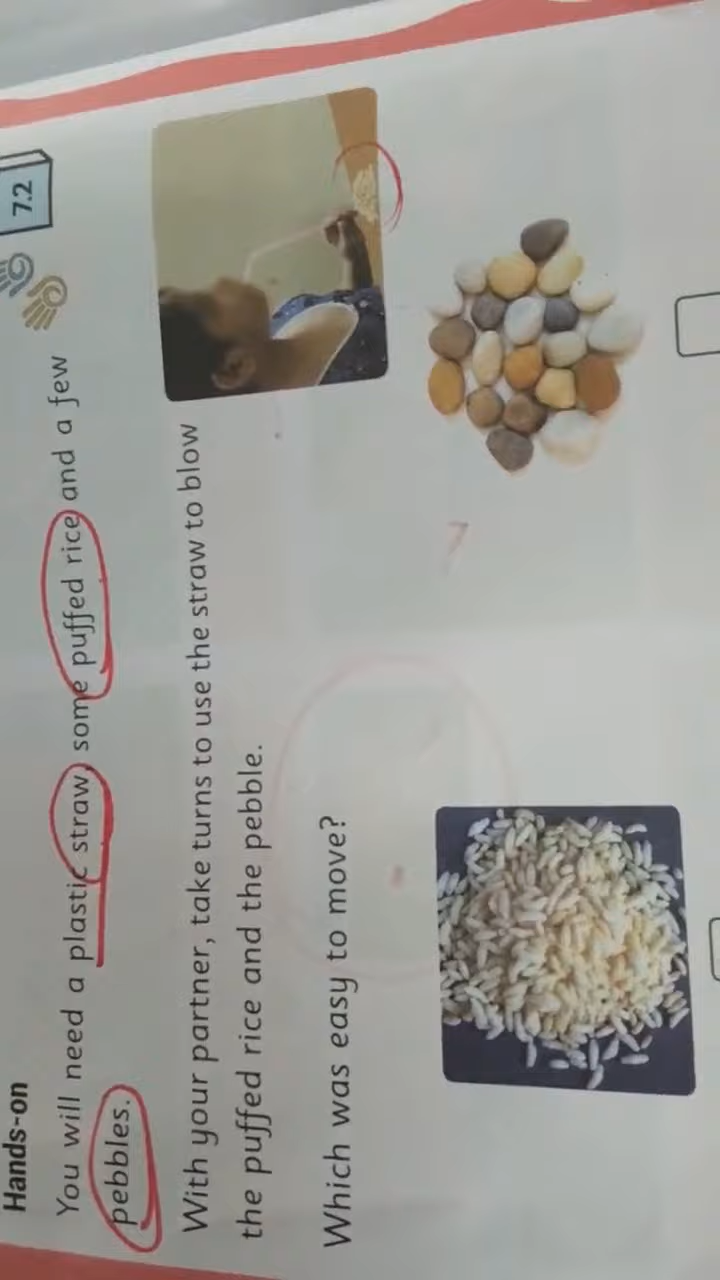 Hands-on
7.2
You will need a plastic straw, some puffed rice and a few
pebbles.
With your partner, take turns to use the straw to blow
the puffed rice and the pebble.
Which was easy to move?